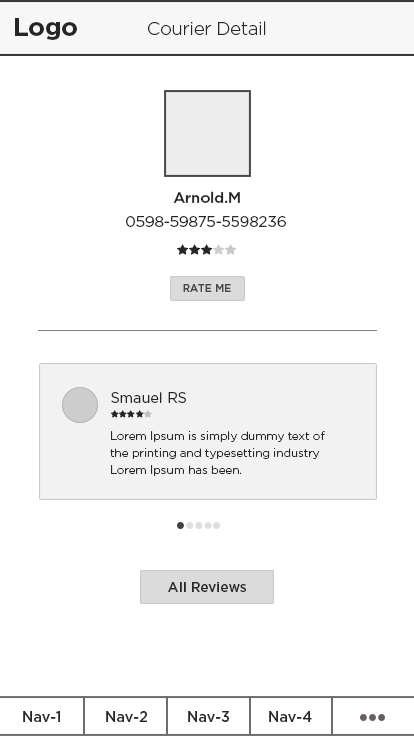 Logo
Courier Detail
Arnold.M
0598-59875-5598236
RATE ME
Smauel RS
Lorem Ipsum is simply dummy text of
the printing and typesetting industry
Lorem Ipsum has been.
All Reviews
Nav-1
Nav-2
Nav-3
Nav-4